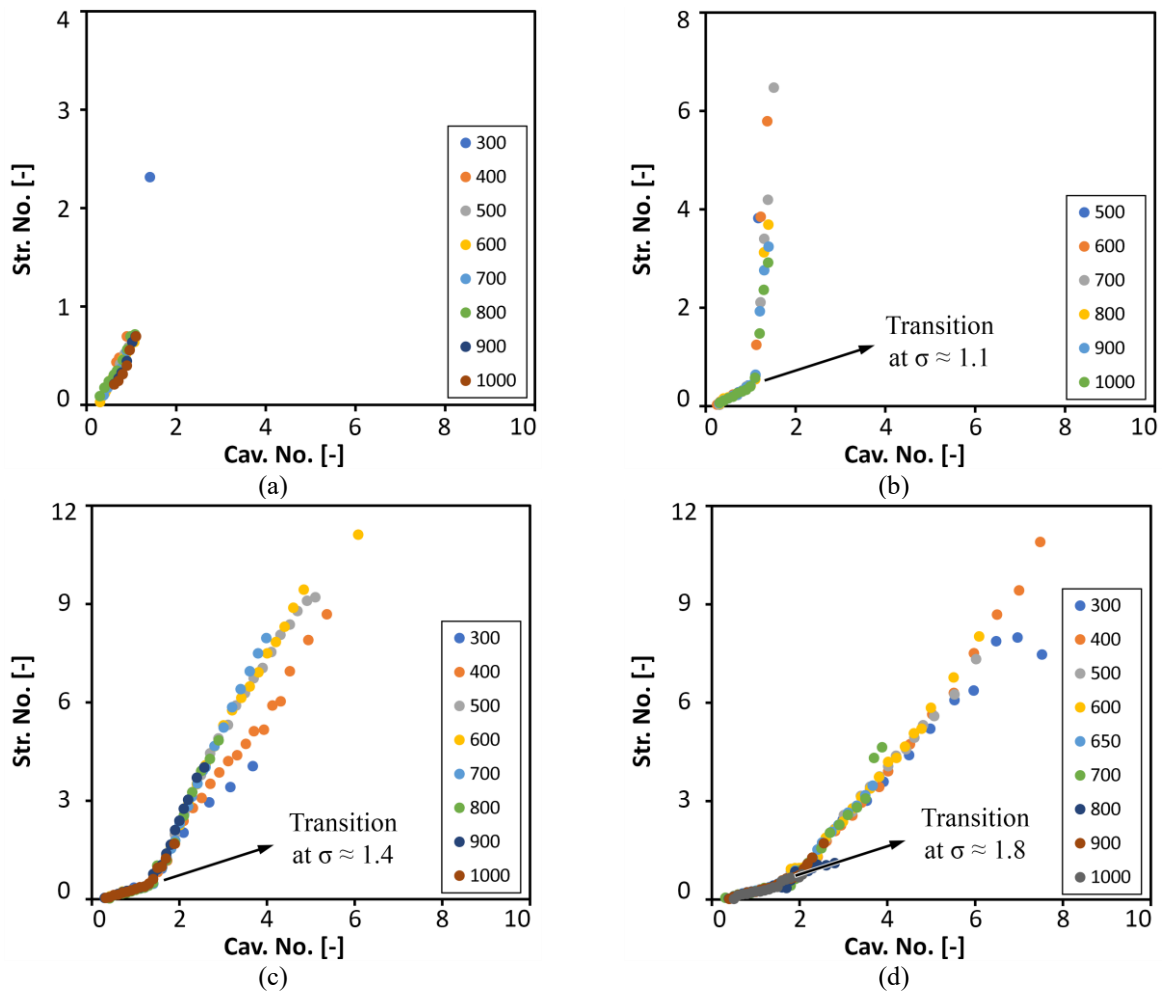 4
3
2
1
0
Str. No. [-]
300
400
500
600
700
800
900
1000
0 2 4 6 8 10
Cav. No. [-]
(a)
8
6
4
2
0
Str. No. [-]
500
600
700
800
900
1000
Transition
at σ ≈ 1.1
0 2 4 6 8 10
Cav. No. [-]
(b)
12
9
6
3
0
Str. No. [-]
300
400
500
600
700
800
900
1000
Transition
at σ ≈ 1.4
0 2 4 6 8 10
Cav. No. [-]
(c)
12
9
6
3
0
Str. No. [-]
300
400
500
600
650
700
800
900
1000
Transition
at σ ≈ 1.8
0 2 4 6 8 10
Cav. No. [-]
(d)